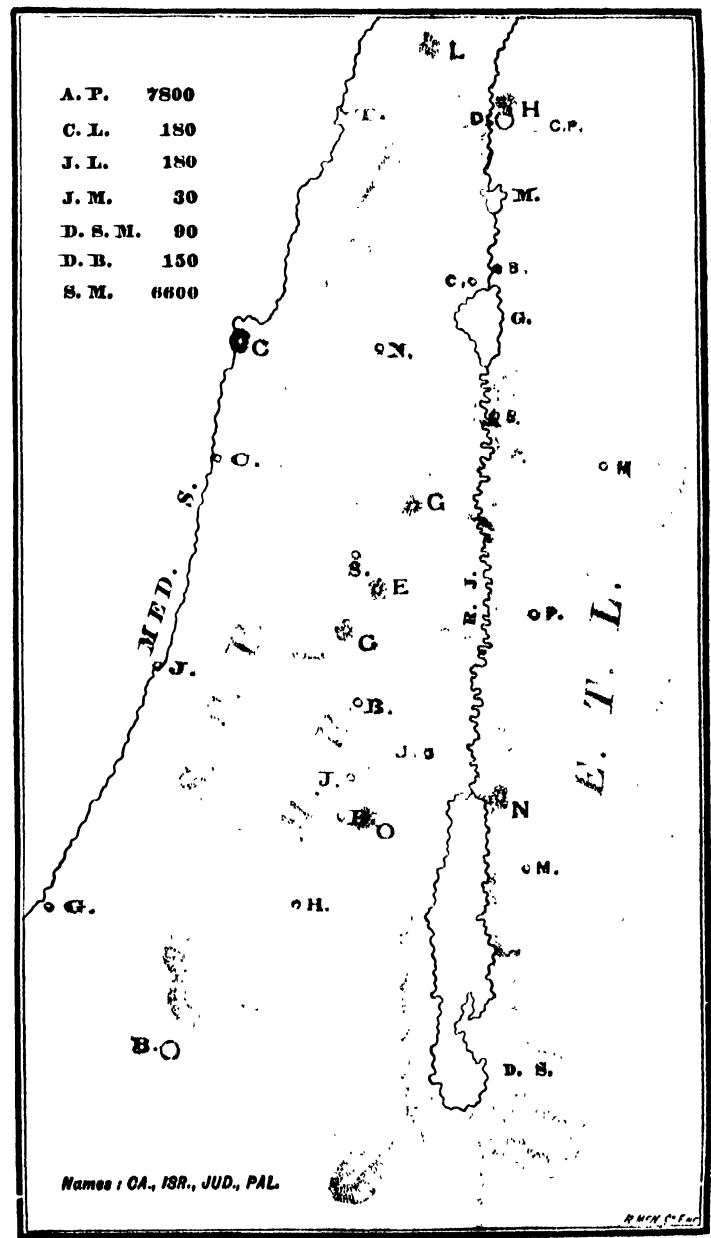 L
A. P. 7800
H
T.
D.
C. L. 180
C.P.
J. L. 180
J. M. 30
M.
D. S. M. 90
D. B. 150
B.
C.
S. M. 6600
G.
C
N.
B.
C.
M
S.
G
S.
E
R. J.
MED.
P.
E. T. L.
G
J.
B.
J.
J.
N
B
O
M.
G.
H.
B.
D. S.
Names : CA., ISR., JUD., PAL.